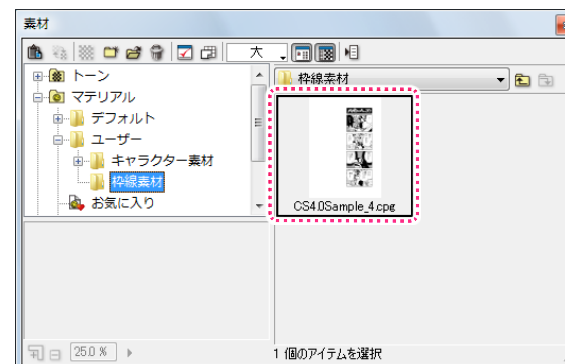 素材
大
トーン
マテリアル
デフォルト
ユーザー
キャラクター素材
枠線素材
お気に入り
枠線素材
CS4.0Sample_4.cpg
25.0 %
1 個のアイテムを選択